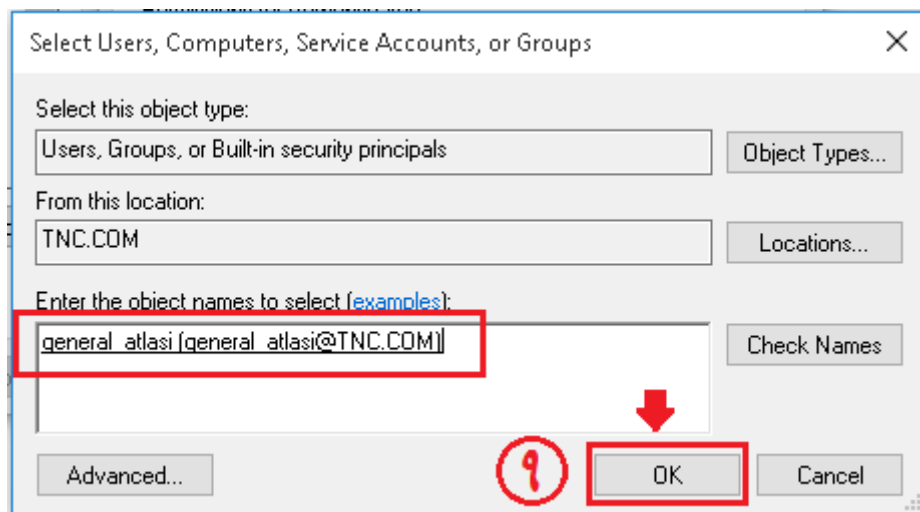 Select Users, Computers, Service Accounts, or Groups
Select this object type:
Users, Groups, or Built-in security principals
Object Types...
From this location:
TNC.COM
Locations...
Enter the object names to select (examples):
general_atlasi (general_atlasi@TNC.COM)
Check Names
Advanced...
9
OK
Cancel